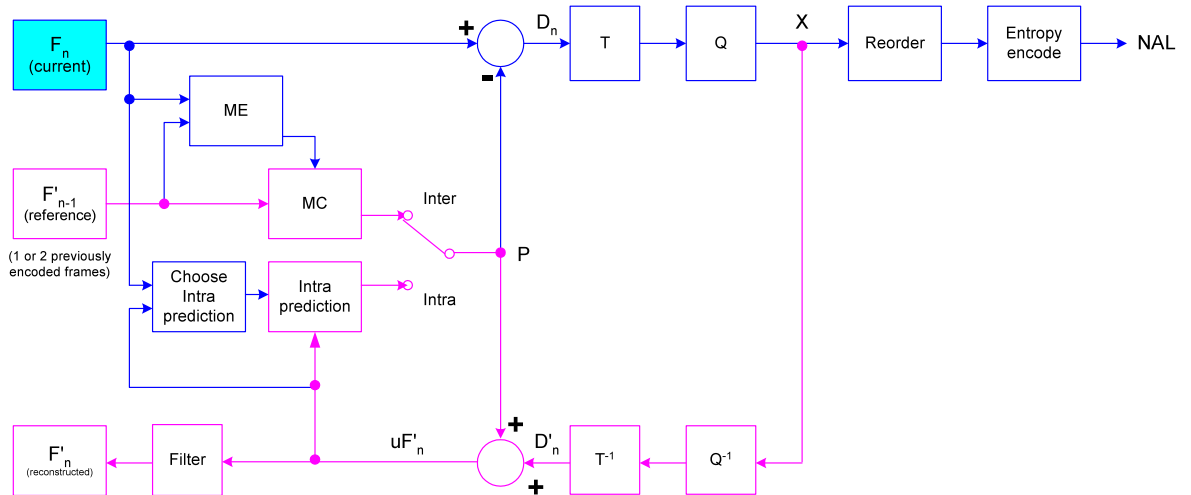 Fn
(current)
+
-
Dn
T
Q
X
Reorder
Entropy
encode
NAL
ME
F'n-1
(reference)
(1 or 2 previously
encoded frames)
MC
Inter
P
Choose
Intra
prediction
Intra
prediction
Intra
F'n
(reconstructed)
Filter
uF'n
+
+
D'n
T-1
Q-1